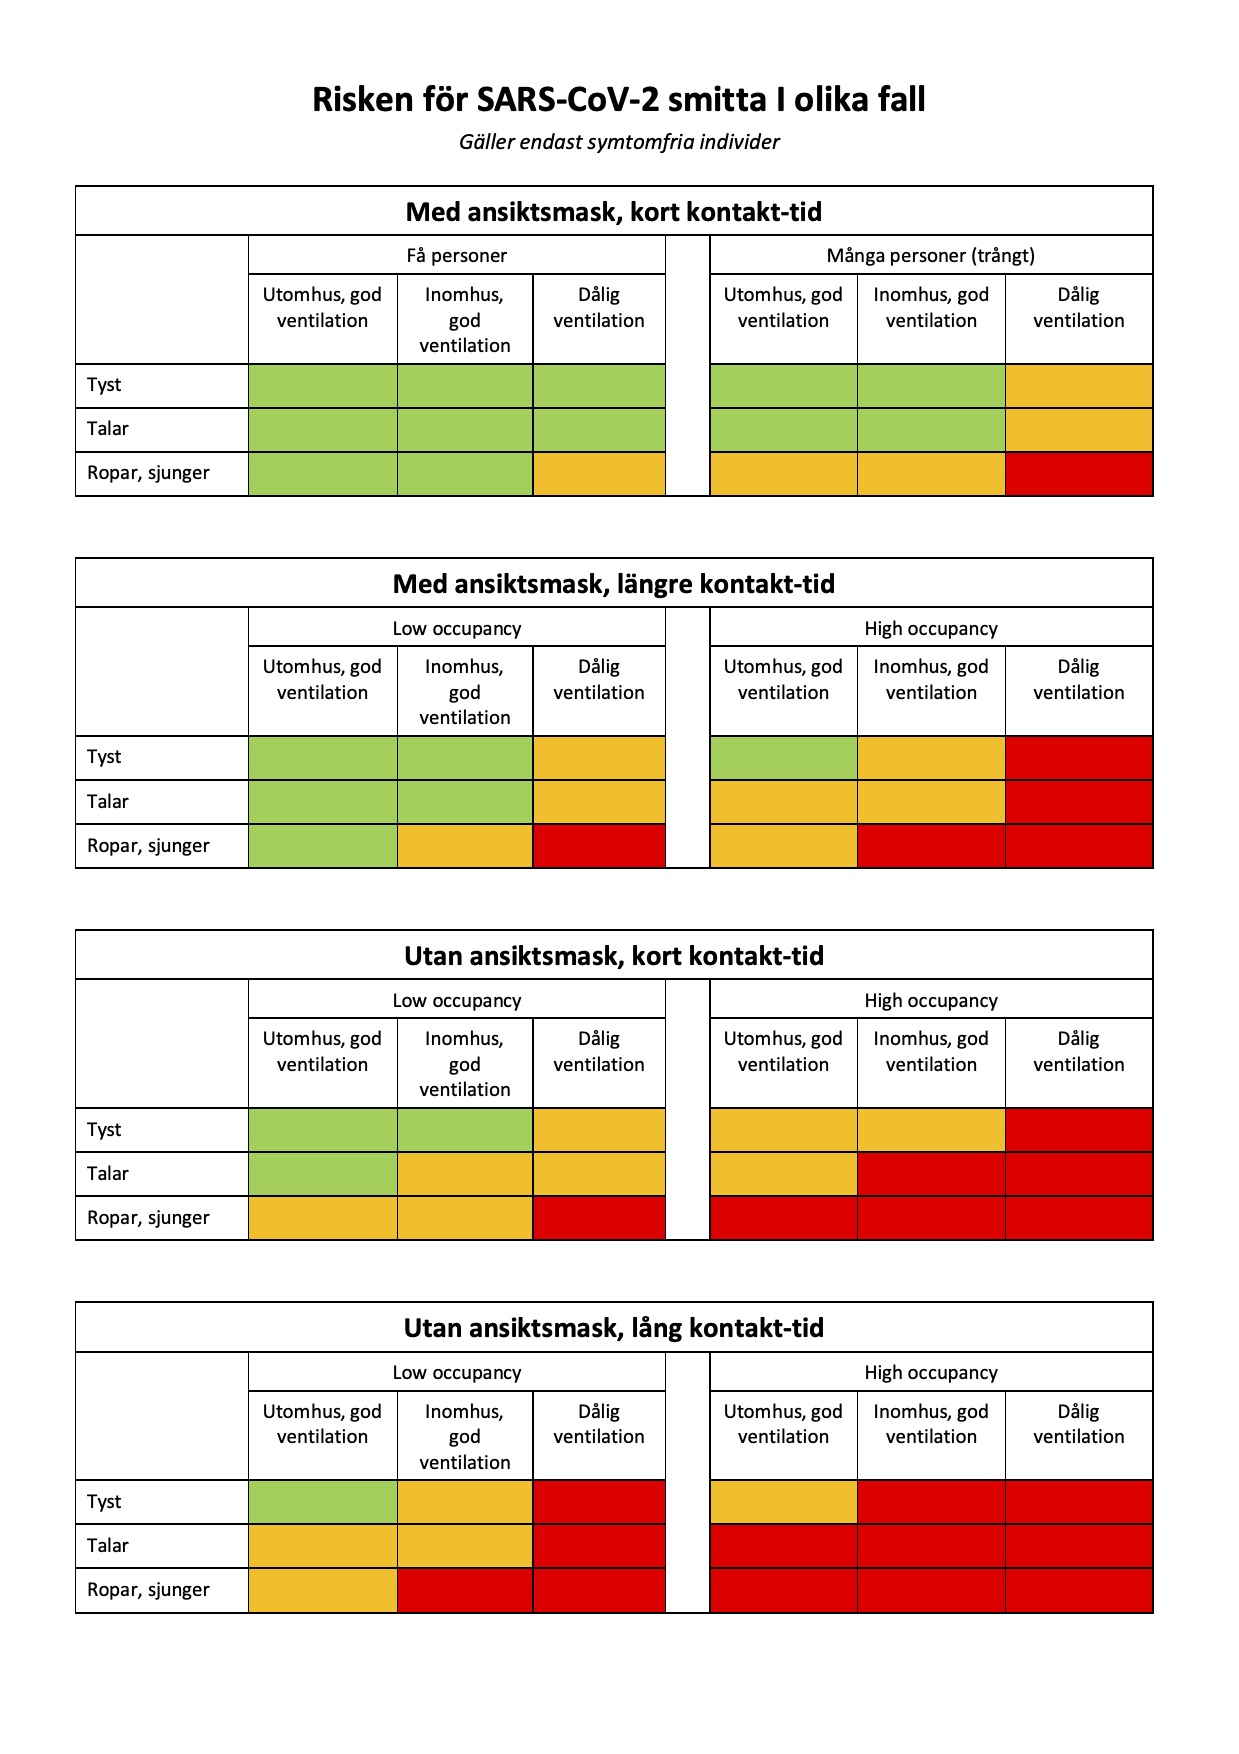 Risken för SARS-CoV-2 smitta I olika fall
Gäller endast symtomfria individer
Med ansiktsmask, kort kontakt-tid
Få personer
Många personer (trångt)
Utomhus, god
ventilation
Inomhus,
god
ventilation
Dålig
ventilation
Utomhus, god
ventilation
Inomhus, god
ventilation
Dålig
ventilation
Tyst
Talar
Ropar, sjunger
Med ansiktsmask, längre kontakt-tid
Low occupancy
High occupancy
Utomhus, god
ventilation
Inomhus,
god
ventilation
Dålig
ventilation
Utomhus, god
ventilation
Inomhus, god
ventilation
Dålig
ventilation
Tyst
Talar
Ropar, sjunger
Utan ansiktsmask, kort kontakt-tid
Low occupancy
High occupancy
Utomhus, god
ventilation
Inomhus,
god
ventilation
Dålig
ventilation
Utomhus, god
ventilation
Inomhus, god
ventilation
Dålig
ventilation
Tyst
Talar
Ropar, sjunger
Utan ansiktsmask, lång kontakt-tid
Low occupancy
High occupancy
Utomhus, god
ventilation
Inomhus,
god
ventilation
Dålig
ventilation
Utomhus, god
ventilation
Inomhus, god
ventilation
Dålig
ventilation
Tyst
Talar
Ropar, sjunger